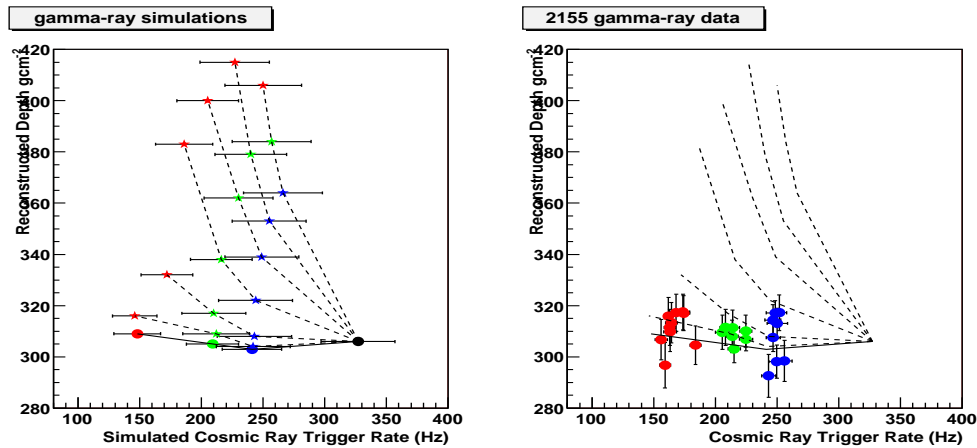 gamma-ray simulations
Reconstructed Depth gcm-2
420
400
380
360
340
320
300
280
100 150 200 250 300 350 400
Simulated Cosmic Ray Trigger Rate (Hz)
2155 gamma-ray data
Reconstructed Depth gcm-2
420
400
380
360
340
320
300
280
100 150 200 250 300 350 400
Cosmic Ray Trigger Rate (Hz)